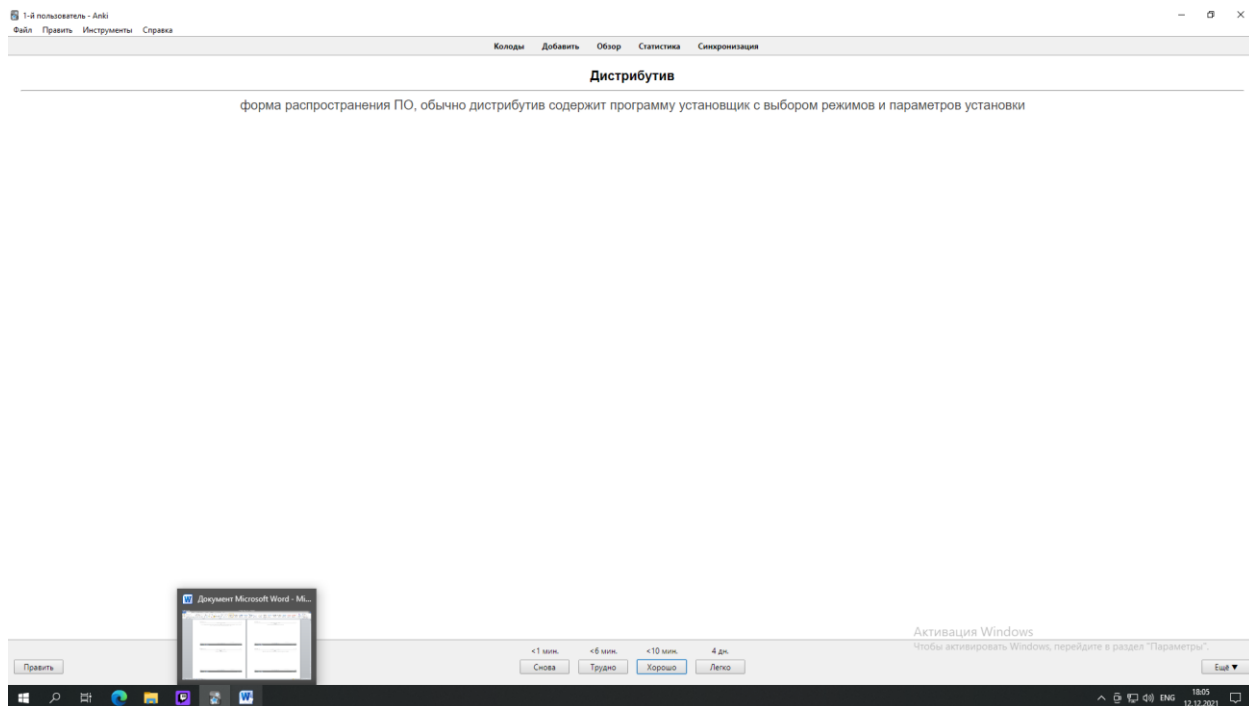 1-й пользователь - Anki
Файл Править Инструменты Справка
Колоды Добавить Обзор Статистика Синхронизация
Дистрибутив
форма распространения ПО, обычно дистрибутив содержит программу установщик с выбором режимов и параметров установки
Документ Microsoft Word - Mi...
Активация Windows
Чтобы активировать Windows, перейдите в раздел "Параметры".
<1 мин. <6 мин. <10 мин. 4 дн.
Править Снова Трудно Хорошо Легко Ещё ▼
ENG 18:05
12.12.2021